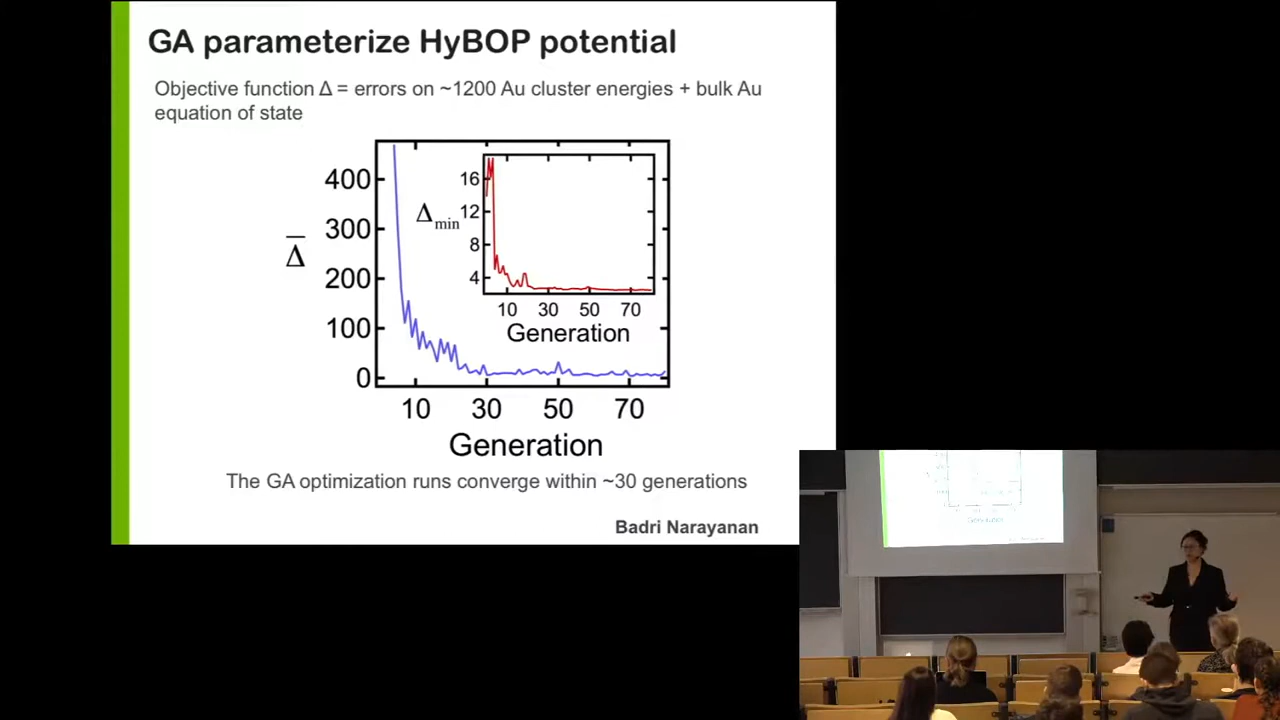 GA parameterize HyBOP potential
Objective function Δ = errors on ~1200 Au cluster energies + bulk Au
equation of state
400
300
200
100
0
Δ̅
10 30 50 70
Generation
16
12
8
4
Δmin
10 30 50 70
Generation
The GA optimization runs converge within ~30 generations
Badri Narayanan